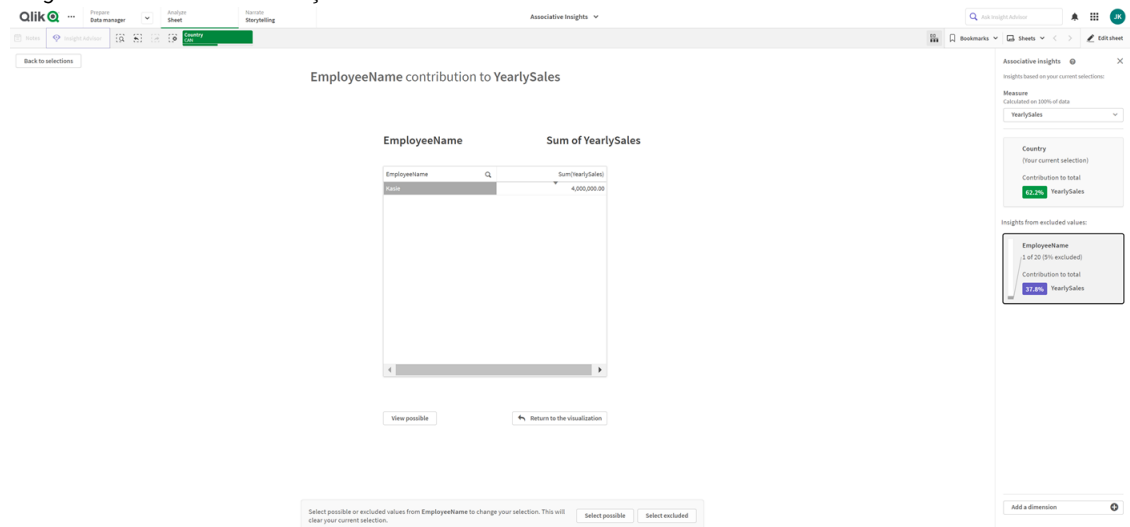 Qlik
Prepare
Data manager
Analyze
Sheet
Narrate
Storytelling
Associative Insights
Ask Insight Advisor
JK
Notes
Insight Advisor
Country
CAN
Bookmarks
Sheets
Edit sheet
Back to selections
EmployeeName contribution to YearlySales
EmployeeName
Sum of YearlySales
EmployeeName
Sum(YearlySales)
Kasie
4,000,000.00
View possible
Return to the visualization
Select possible or excluded values from EmployeeName to change your selection. This will
clear your current selection.
Select possible
Select excluded
Associative insights
Insights based on your current selections:
Measure
Calculated on 100% of data
YearlySales
Country
(Your current selection)
Contribution to total
62.2% YearlySales
Insights from excluded values:
EmployeeName
1 of 20 (5% excluded)
Contribution to total
37.8% YearlySales
Add a dimension